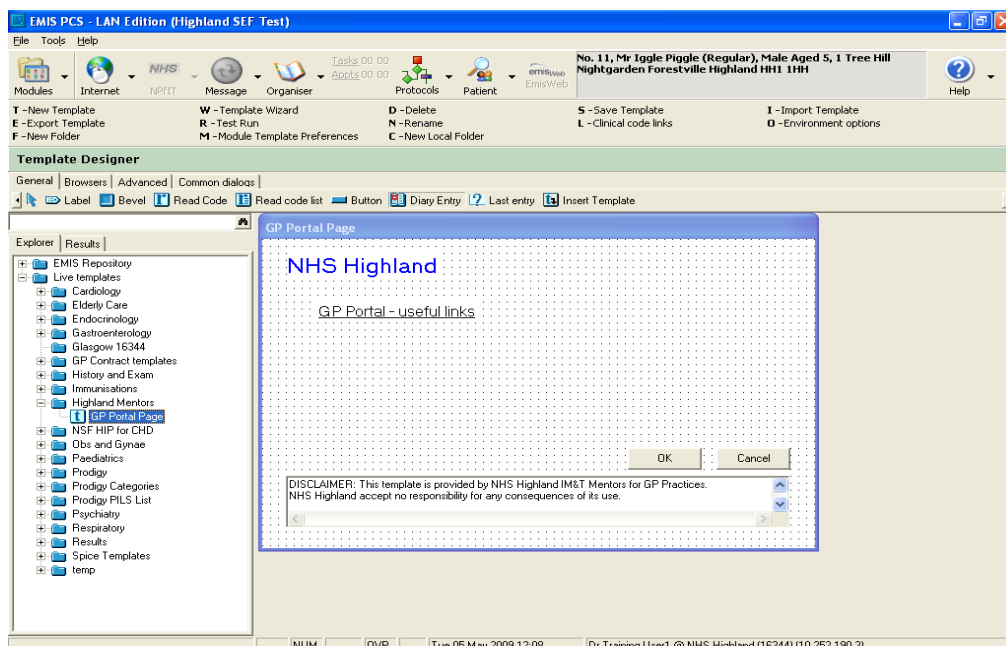 EMIS PCS - LAN Edition (Highland SEF Test)
File Tools Help
Modules
Internet
NHS
NPfIT
Message
Organiser
Tasks 00 00
Appts 00 00
Protocols
Patient
emisWeb
EmisWeb
No. 11, Mr Iggle Piggle (Regular), Male Aged 5, 1 Tree Hill
Nightgarden Forestville Highland HH1 1HH
Help
T - New Template W - Template Wizard D - Delete S - Save Template I - Import Template
E - Export Template R - Test Run N - Rename L - Clinical code links O - Environment options
F - New Folder M - Module Template Preferences C - New Local Folder
Template Designer
General Browsers Advanced Common dialogs
Label Bevel Read Code Read code list Button Diary Entry Last entry Insert Template
Explorer Results
EMIS Repository
Live templates
Cardiology
Elderly Care
Endocrinology
Gastroenterology
Glasgow 16344
GP Contract templates
History and Exam
Immunisations
Highland Mentors
GP Portal Page
NSF HIP for CHD
Obs and Gynae
Paediatrics
Prodigy
Prodigy Categories
Prodigy PILS List
Psychiatry
Respiratory
Results
Spice Templates
temp
GP Portal Page
NHS Highland
GP Portal - useful links
OK Cancel
DISCLAIMER: This template is provided by NHS Highland IM&T Mentors for GP Practices.
NHS Highland accept no responsibility for any consequences of its use.
NUM OVR Tue 05 May 2009 12:08 Dr Training User1 @ NHS Highland (16344) (10.252.190.3)